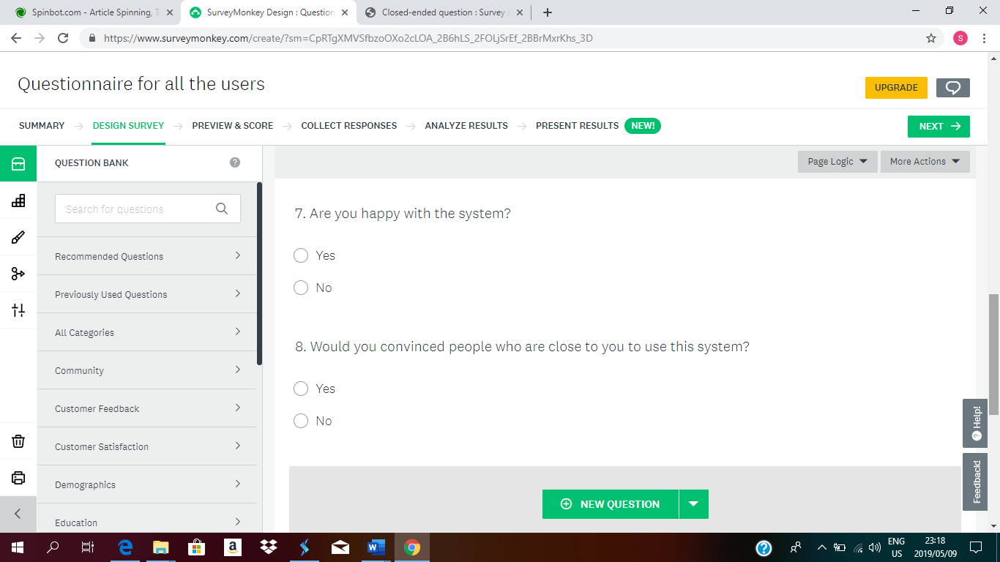 Spinbot.com - Article Spinning, T
SurveyMonkey Design : Question
Closed-ended question : Survey
https://www.surveymonkey.com/create/?sm=CpRTgXMVSfbzoOXo2cLOA_2B6hLS_2FOLjSrEf_2BBrMxrKhs_3D
S
Questionnaire for all the users
UPGRADE
SUMMARY
DESIGN SURVEY
PREVIEW & SCORE
COLLECT RESPONSES
ANALYZE RESULTS
PRESENT RESULTS
NEW!
NEXT
QUESTION BANK
?
Page Logic
More Actions
Search for questions
Recommended Questions
Previously Used Questions
All Categories
Community
Customer Feedback
Customer Satisfaction
Demographics
Education
7. Are you happy with the system?
Yes
No
8. Would you convinced people who are close to you to use this system?
Yes
No
NEW QUESTION
? Help!
Feedback!
ENG
US
23:18
2019/05/09